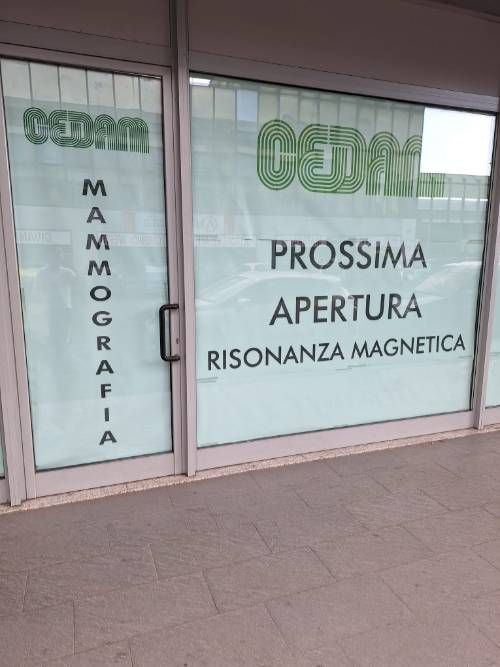 CEDAM
MAMMOGRAFIA
CEDAM
PROSSIMA
APERTURA
RISONANZA MAGNETICA